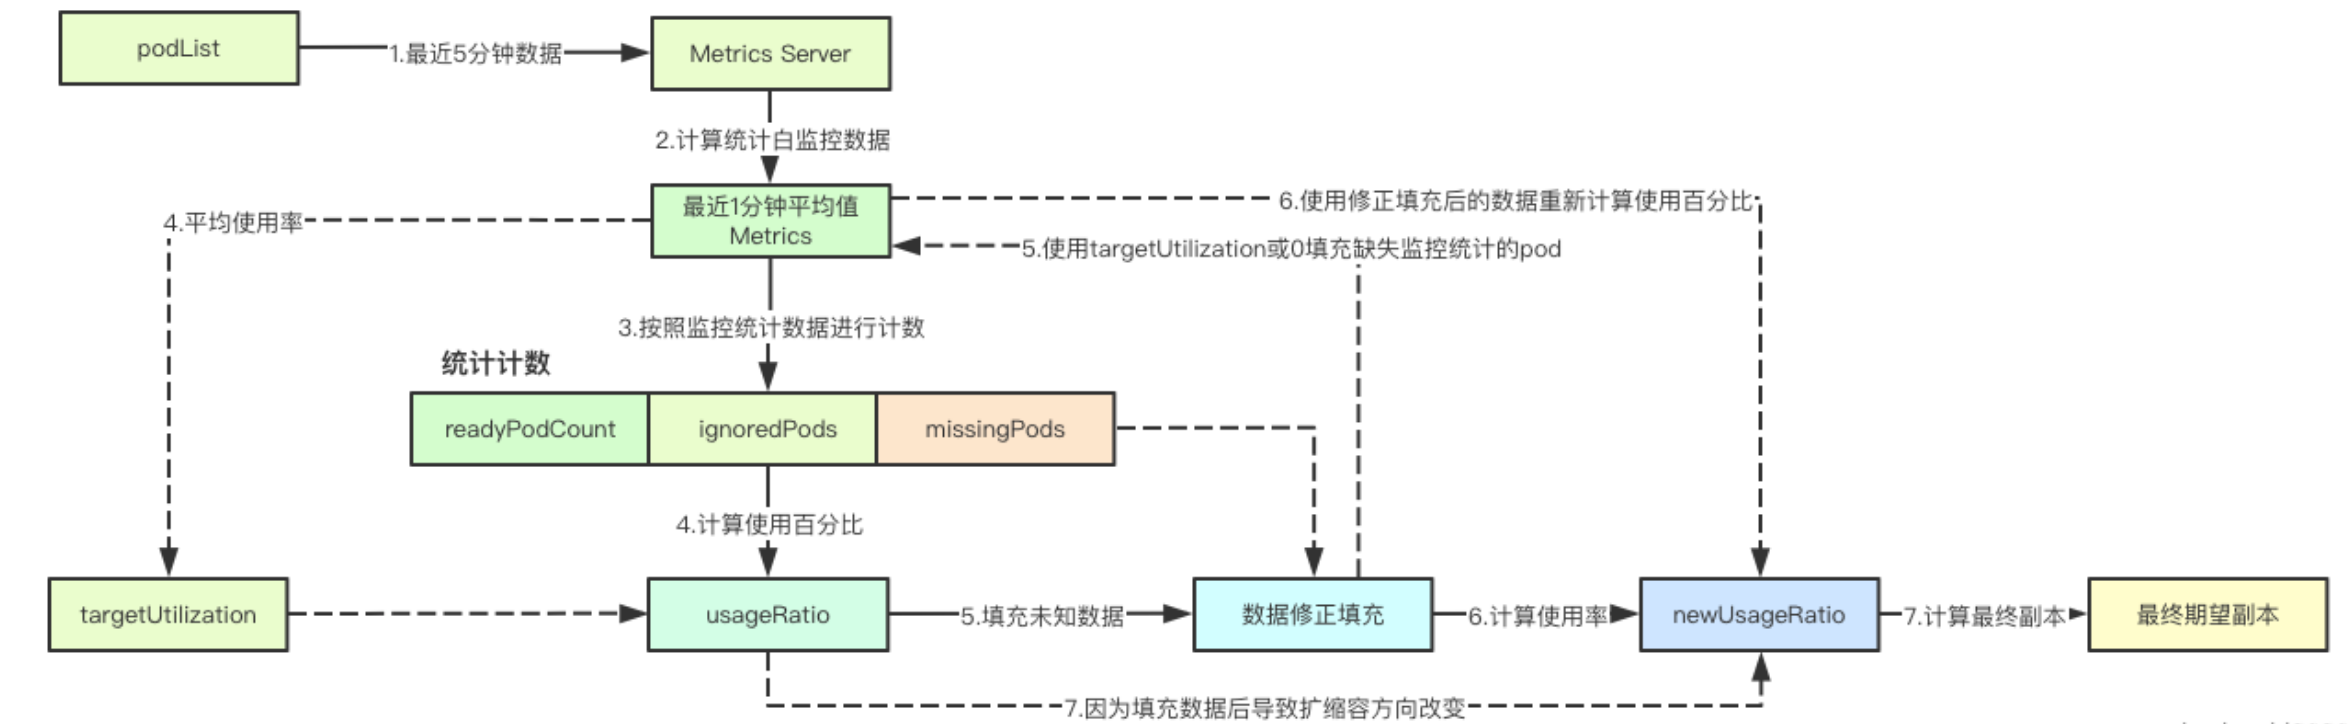 podList
1.最近5分钟数据
Metrics Server
2.计算统计白监控数据
最近1分钟平均值
Metrics
6.使用修正填充后的数据重新计算使用百分比
4.平均使用率
5.使用targetUtilization或0填充缺失监控统计的pod
3.按照监控统计数据进行计数
统计计数
readyPodCount
ignoredPods
missingPods
4.计算使用百分比
targetUtilization
usageRatio
5.填充未知数据
数据修正填充
6.计算使用率
newUsageRatio
7.计算最终副本
最终期望副本
7.因为填充数据后导致扩缩容方向改变